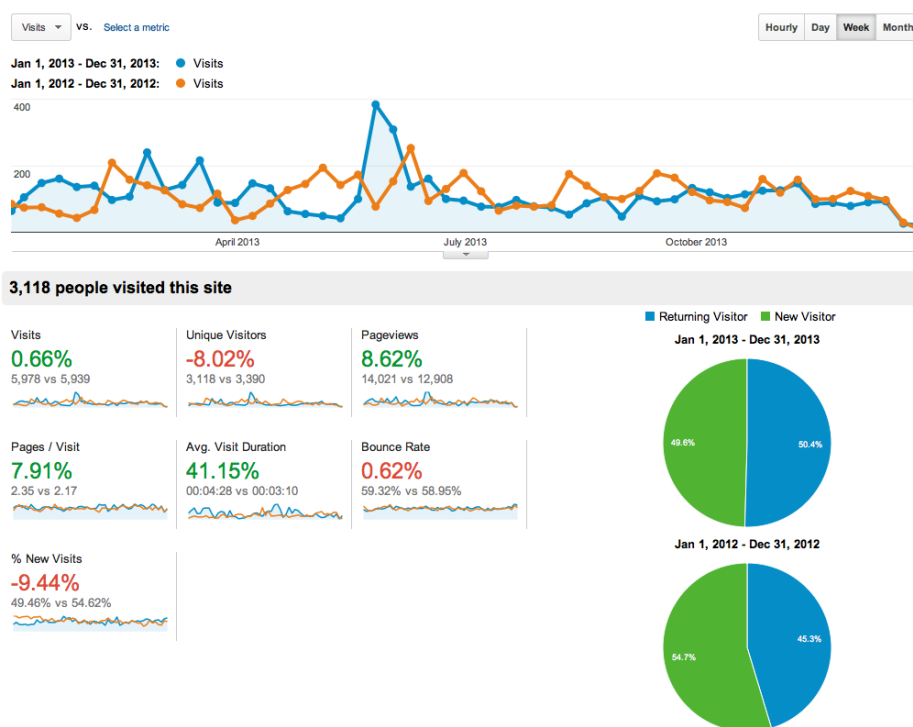 Visits vs. Select a metric Hourly Day Week Month
Jan 1, 2013 - Dec 31, 2013: Visits
Jan 1, 2012 - Dec 31, 2012: Visits
400
200
April 2013 July 2013 October 2013
3,118 people visited this site
Returning Visitor New Visitor
Visits Unique Visitors Pageviews
0.66% -8.02% 8.62%
5,978 vs 5,939 3,118 vs 3,390 14,021 vs 12,908
Pages / Visit Avg. Visit Duration Bounce Rate
7.91% 41.15% 0.62%
2.35 vs 2.17 00:04:28 vs 00:03:10 59.32% vs 58.95%
% New Visits
-9.44%
49.46% vs 54.62%
Jan 1, 2013 - Dec 31, 2013
49.6% 50.4%
Jan 1, 2012 - Dec 31, 2012
45.3%
54.7%